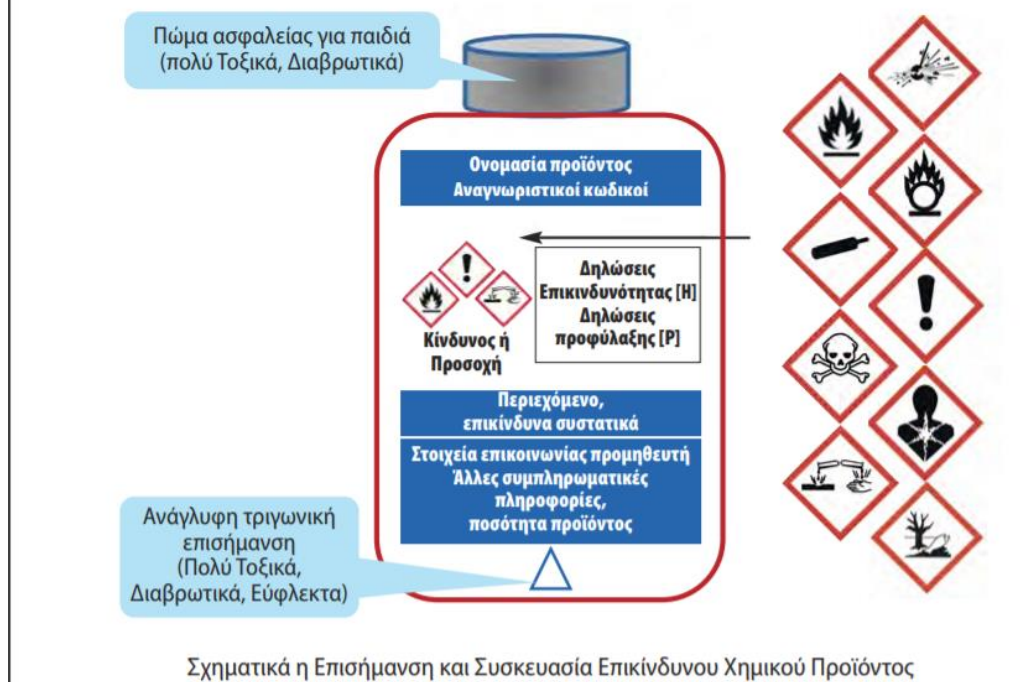 Πώμα ασφαλείας για παιδιά
(πολύ Τοξικά, Διαβρωτικά)
Ονομασία προϊόντος
Αναγνωριστικοί κωδικοί
Δηλώσεις
Επικινδυνότητας [Η]
Δηλώσεις
προφύλαξης [Ρ]
Κίνδυνος ή
Προσοχή
Περιεχόμενο,
επικίνδυνα συστατικά
Στοιχεία επικοινωνίας προμηθευτή
Άλλες συμπληρωματικές
πληροφορίες,
ποσότητα προϊόντος
Ανάγλυφη τριγωνική
επισήμανση
(Πολύ Τοξικά,
Διαβρωτικά, Εύφλεκτα)
Σχηματικά η Επισήμανση και Συσκευασία Επικίνδυνου Χημικού Προϊόντος